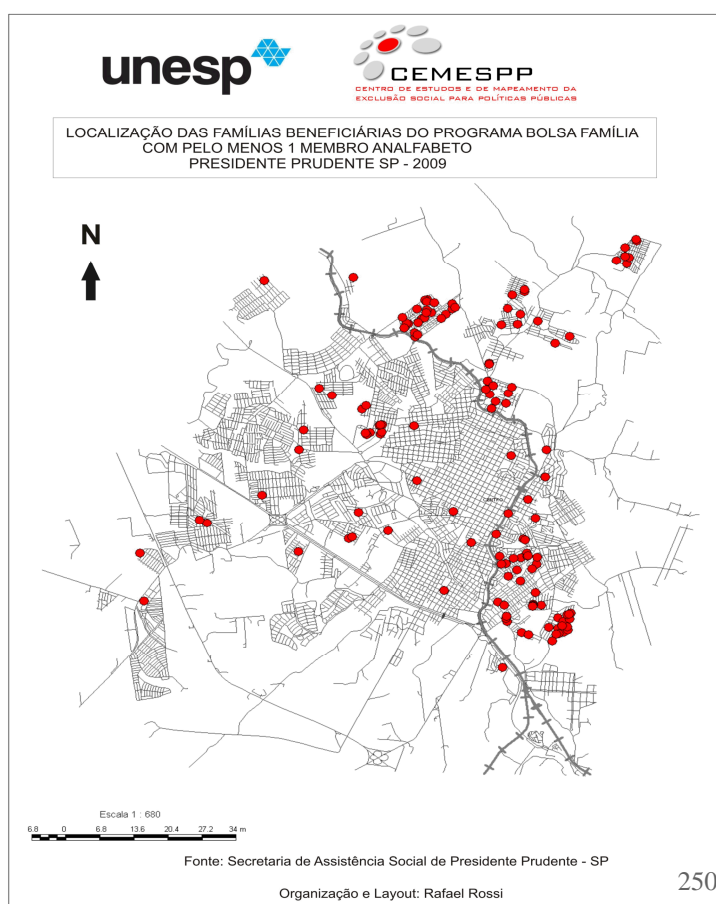 unesp
CEMESPP
CENTRO DE ESTUDOS E DE MAPEAMENTO DA
EXCLUSÃO SOCIAL PARA POLÍTICAS PÚBLICAS
LOCALIZAÇÃO DAS FAMÍLIAS BENEFICIÁRIAS DO PROGRAMA BOLSA FAMÍLIA
COM PELO MENOS 1 MEMBRO ANALFABETO
PRESIDENTE PRUDENTE SP - 2009
N
CENTRO
Escala 1 : 680
6.8 0 6.8 13.6 20.4 27.2 34 m
Fonte: Secretaria de Assistência Social de Presidente Prudente - SP
250
Organização e Layout: Rafael Rossi